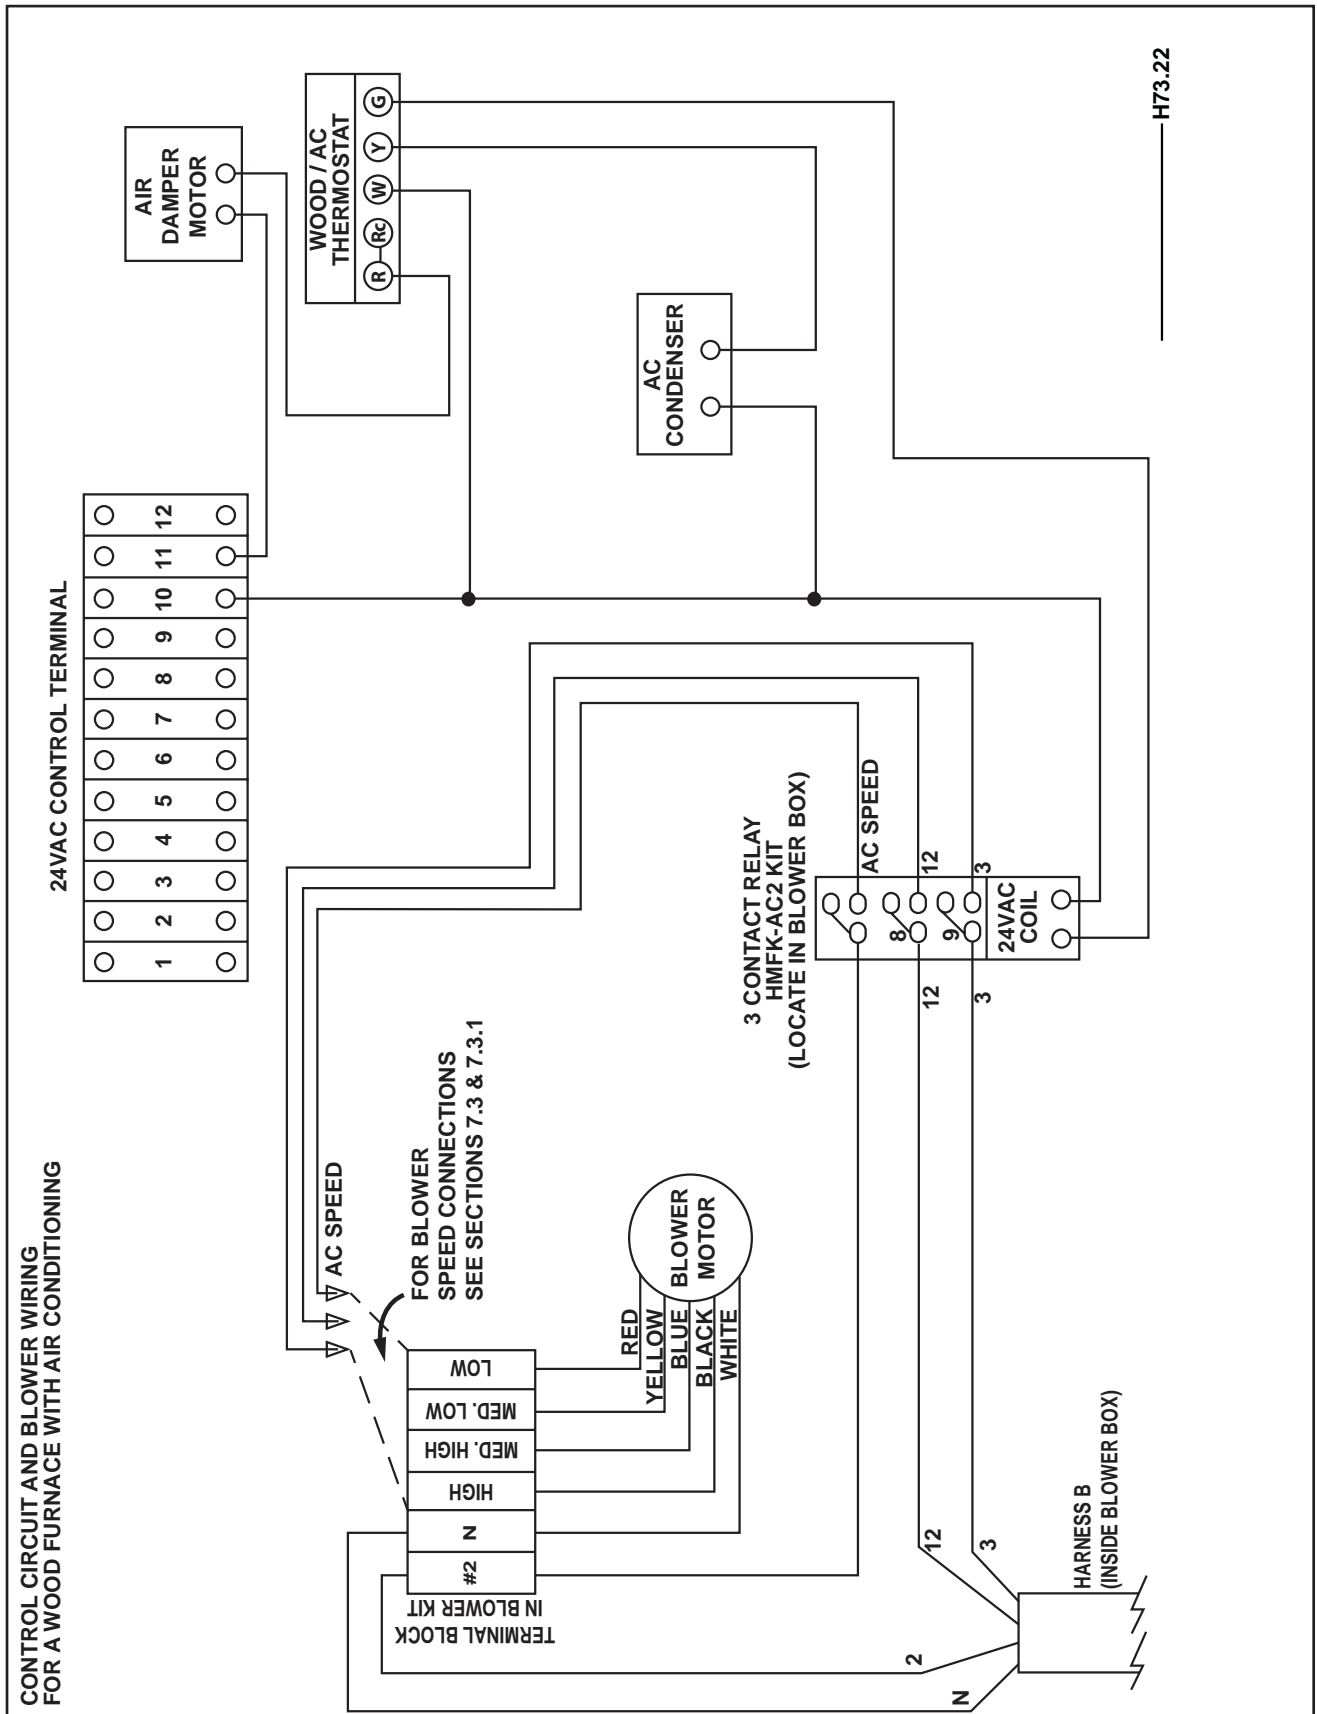 CONTROL CIRCUIT AND BLOWER WIRING
FOR A WOOD FURNACE WITH AIR CONDITIONING
24VAC CONTROL TERMINAL
1 2 3 4 5 6 7 8 9 10 11 12
AIR
DAMPER
MOTOR
WOOD / AC
THERMOSTAT
R Rc W Y G
AC
CONDENSER
AC SPEED
FOR BLOWER
SPEED CONNECTIONS
SEE SECTIONS 7.3 & 7.3.1
TERMINAL BLOCK
IN BLOWER KIT
#2
N
HIGH
MED. HIGH
MED. LOW
LOW
RED
YELLOW
BLUE
BLACK
WHITE
BLOWER
MOTOR
3 CONTACT RELAY
HMFK-AC2 KIT
(LOCATE IN BLOWER BOX)
AC SPEED
12
3
8
9
12
3
24VAC
COIL
N
2
12
3
HARNESS B
(INSIDE BLOWER BOX)
H73.22